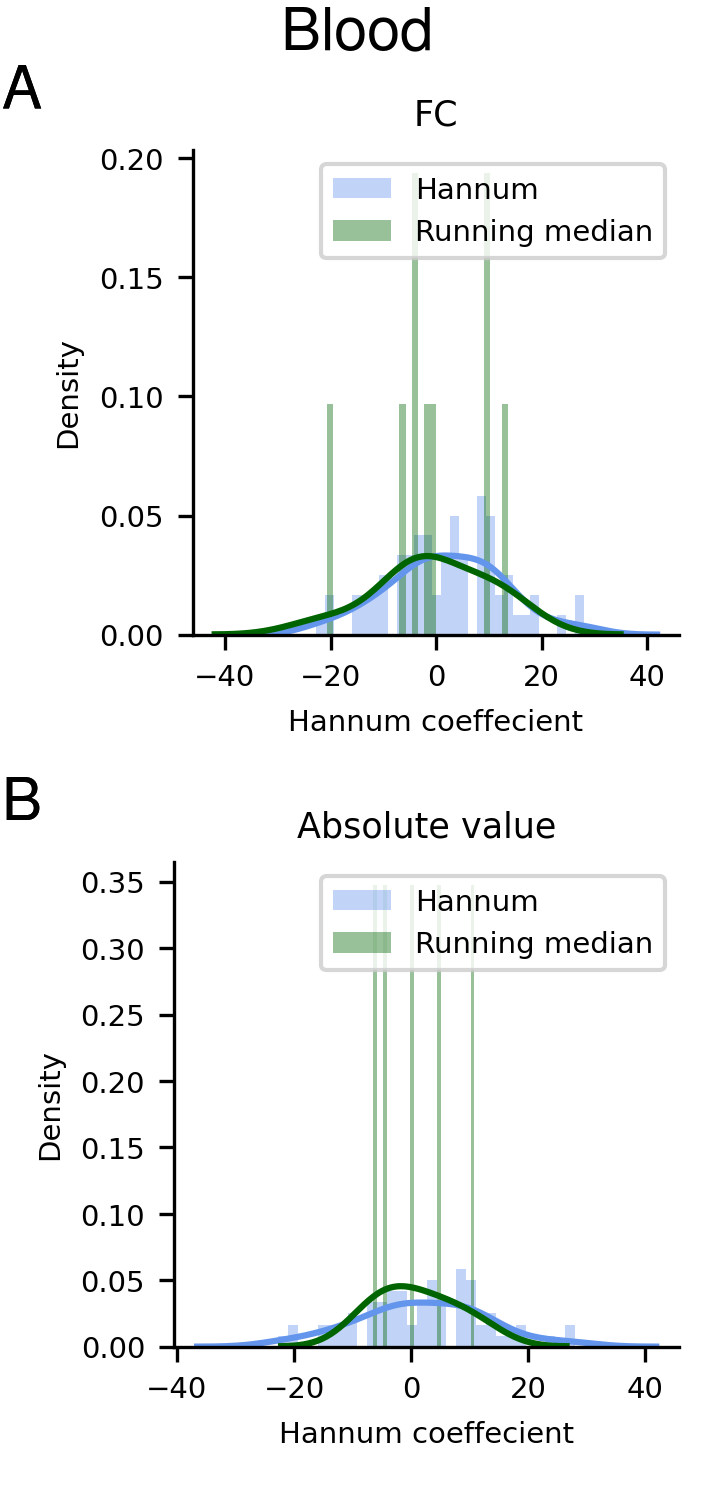 Blood
A
FC
Hannum
Running median
0.20
0.15
0.10
0.05
0.00
Density
−40 −20 0 20 40
Hannum coeffecient
B
Absolute value
Hannum
Running median
0.35
0.30
0.25
0.20
0.15
0.10
0.05
0.00
Density
−40 −20 0 20 40
Hannum coeffecient